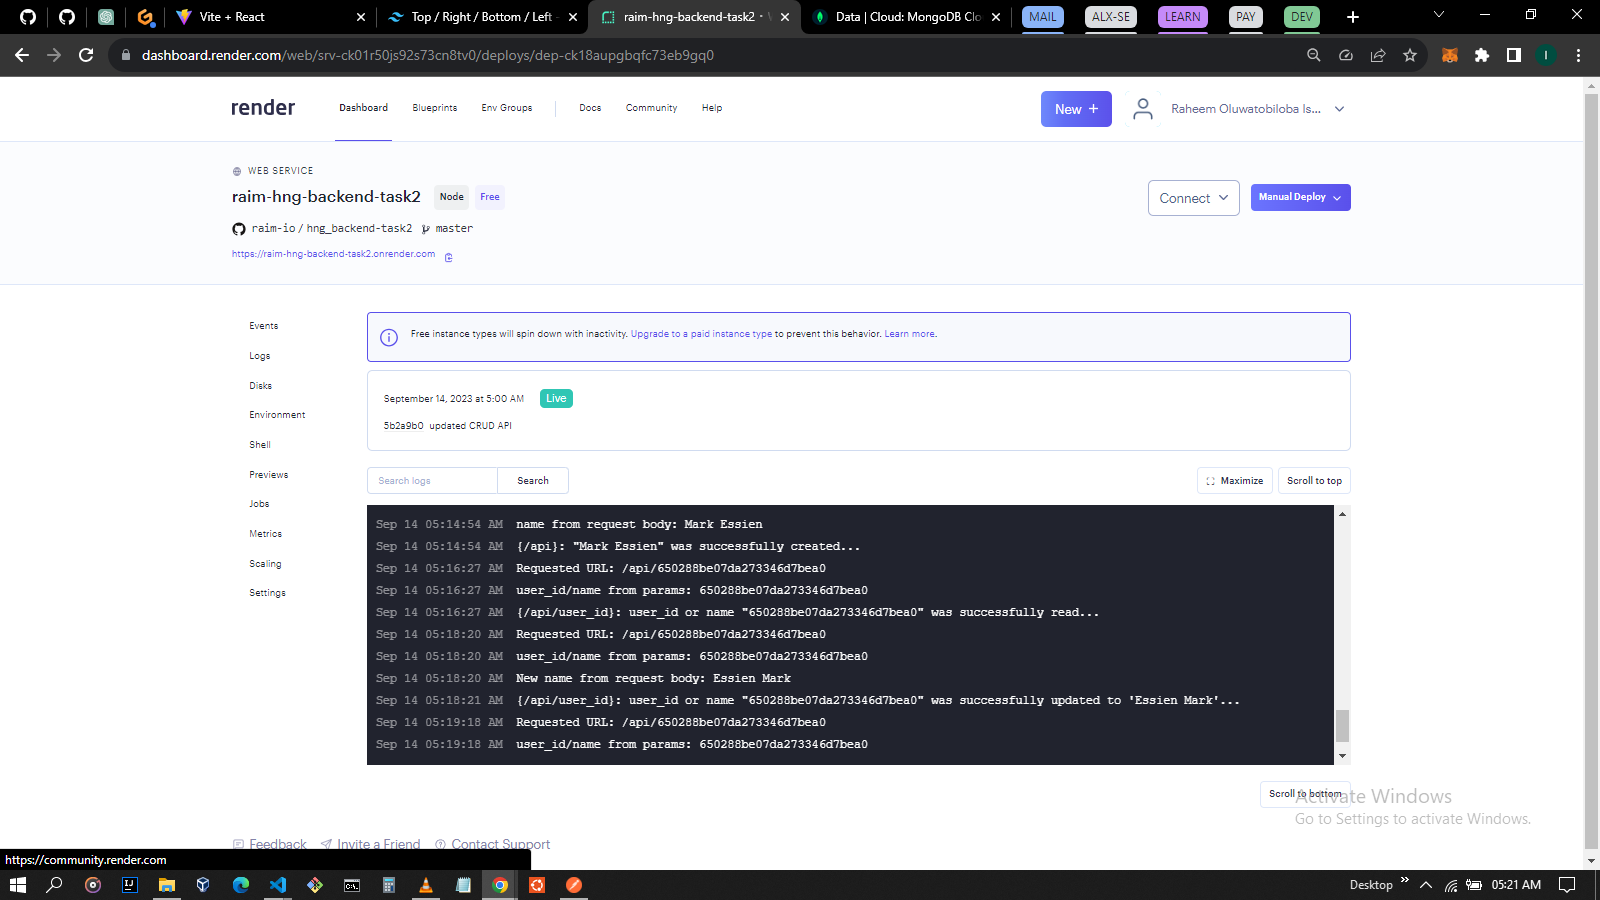 Vite + React
Top / Right / Bottom / Left
raim-hng-backend-task2
Data | Cloud: MongoDB Clo
MAIL
ALX-SE
LEARN
PAY
DEV
dashboard.render.com/web/srv-ck01r50js92s73cn8tv0/deploys/dep-ck18aupgbqfc73eb9gq0
I
render
Dashboard
Blueprints
Env Groups
Docs
Community
Help
New +
Raheem Oluwatobiloba Is...
WEB SERVICE
raim-hng-backend-task2
Node
Free
Connect
Manual Deploy
raim-io / hng_backend-task2
master
https://raim-hng-backend-task2.onrender.com
Events
Logs
Disks
Environment
Shell
Previews
Jobs
Metrics
Scaling
Settings
Free instance types will spin down with inactivity. Upgrade to a paid instance type to prevent this behavior. Learn more.
September 14, 2023 at 5:00 AM
Live
5b2a9b0 updated CRUD API
Search logs
Search
Maximize
Scroll to top
Sep 14 05:14:54 AM name from request body: Mark Essien
Sep 14 05:14:54 AM {/api}: "Mark Essien" was successfully created...
Sep 14 05:16:27 AM Requested URL: /api/650288be07da273346d7bea0
Sep 14 05:16:27 AM user_id/name from params: 650288be07da273346d7bea0
Sep 14 05:16:27 AM {/api/user_id}: user_id or name "650288be07da273346d7bea0" was successfully read...
Sep 14 05:18:20 AM Requested URL: /api/650288be07da273346d7bea0
Sep 14 05:18:20 AM user_id/name from params: 650288be07da273346d7bea0
Sep 14 05:18:20 AM New name from request body: Essien Mark
Sep 14 05:18:21 AM {/api/user_id}: user_id or name "650288be07da273346d7bea0" was successfully updated to 'Essien Mark'...
Sep 14 05:19:18 AM Requested URL: /api/650288be07da273346d7bea0
Sep 14 05:19:18 AM user_id/name from params: 650288be07da273346d7bea0
Scroll to bottom
Activate Windows
Go to Settings to activate Windows.
Feedback
Invite a Friend
Contact Support
https://community.render.com
Desktop
05:21 AM